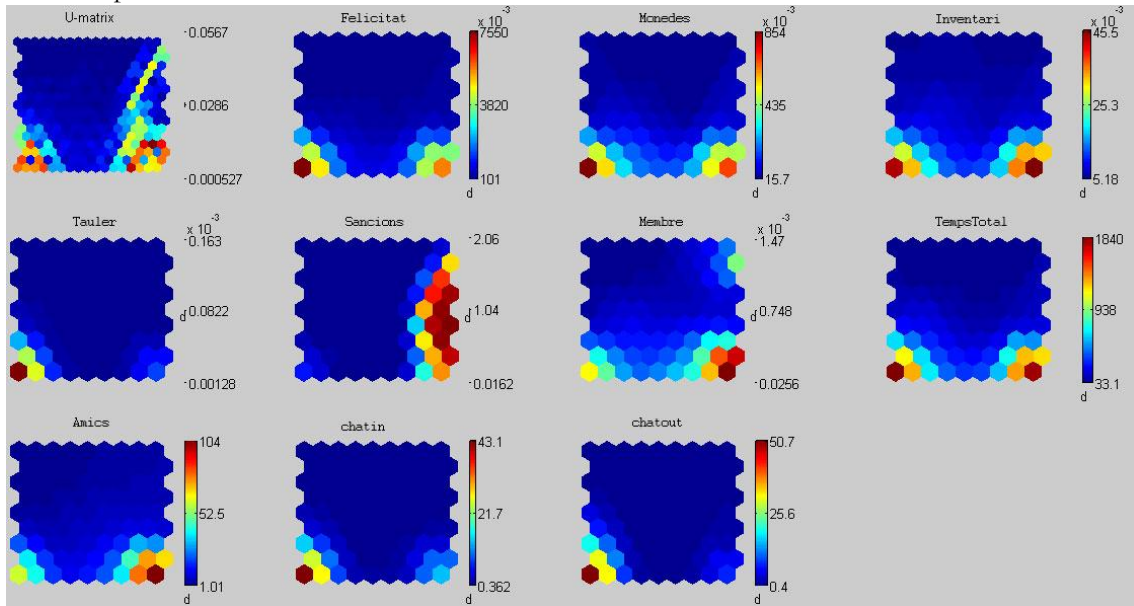 U-matrix
0.0567
0.0286
0.000527
Felicitat
x 10^-3
7550
3820
101
d
Monedes
x 10^-3
854
435
15.7
d
Inventari
x 10^-3
45.5
25.3
5.18
d
Tauler
x 10^-3
0.163
0.0822
d
0.00128
Sancions
2.06
1.04
d
0.0162
Membre
x 10^-3
1.47
0.748
d
0.0256
TempsTotal
1840
938
33.1
d
Amics
104
52.5
1.01
d
chatin
43.1
21.7
0.362
d
chatout
50.7
25.6
0.4
d